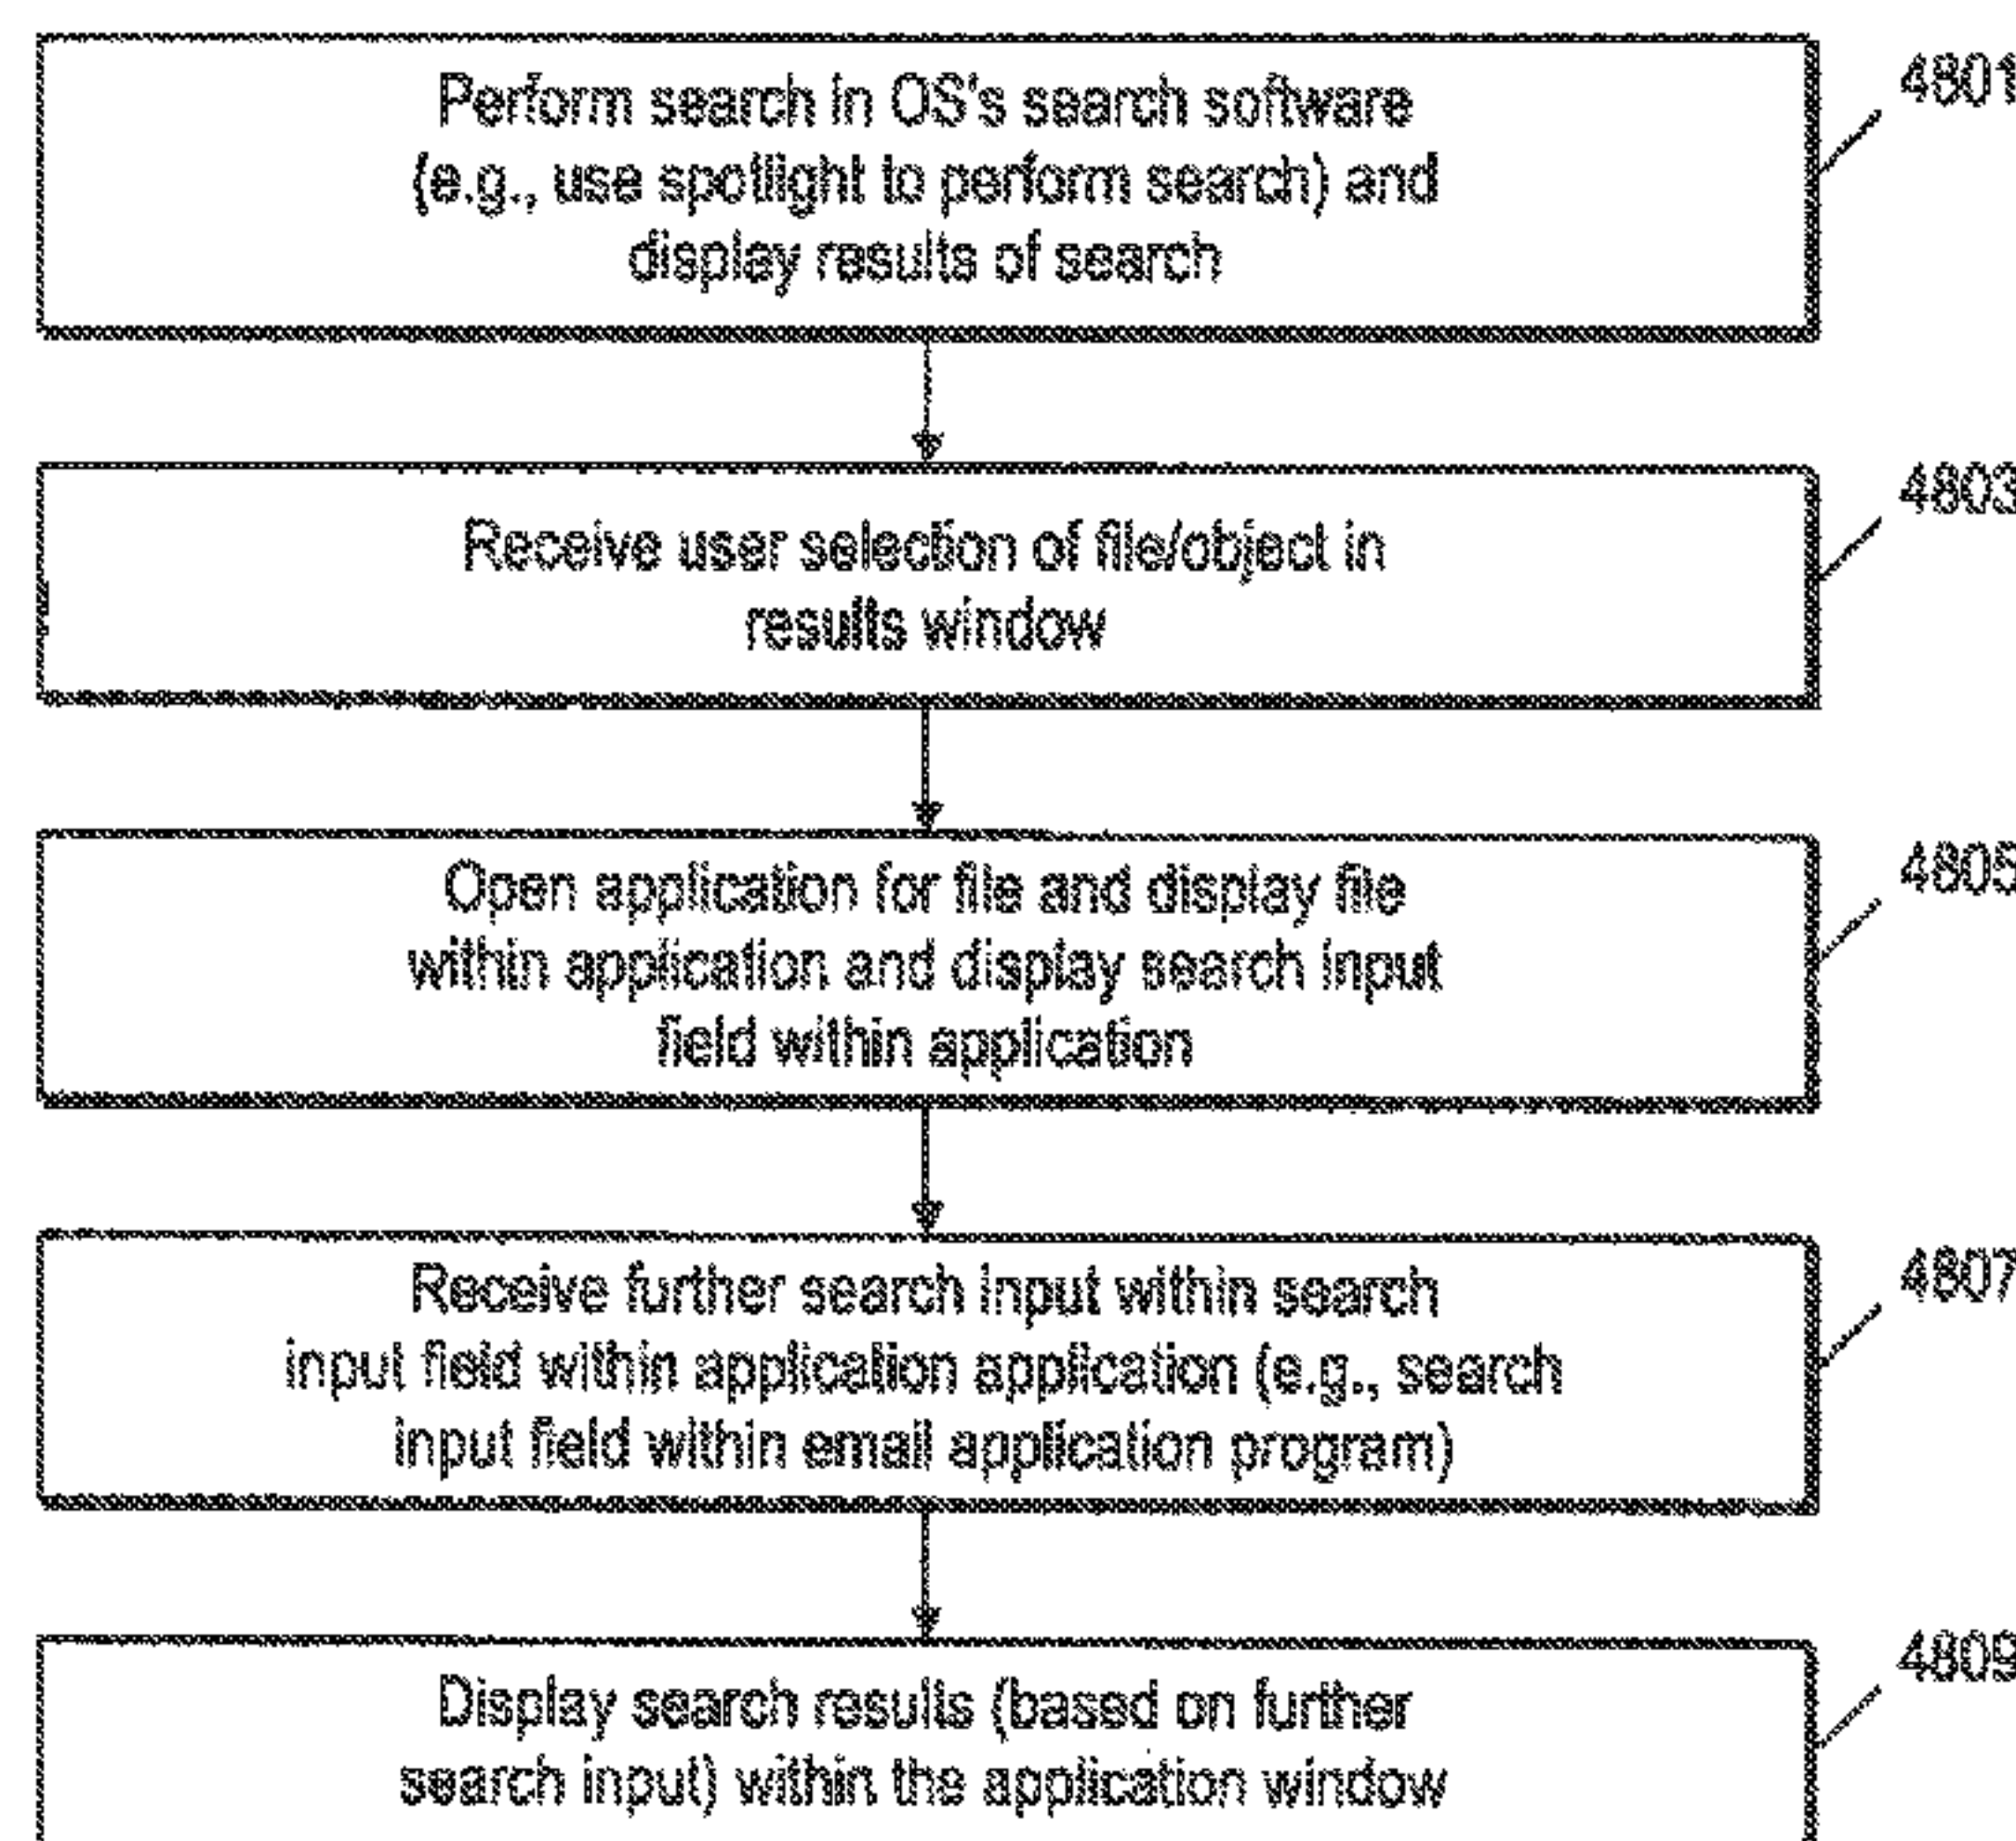 Perform search in OS's search software
(e.g., use spotlight to perform search) and
display results of search
4801
Receive user selection of file/object in
results window
4803
Open application for file and display file
within application and display search input
field within application
4805
Receive further search input within search
input field within application application (e.g., search
input field within email application program)
4807
Display search results (based on further
search input) within the application window
4809